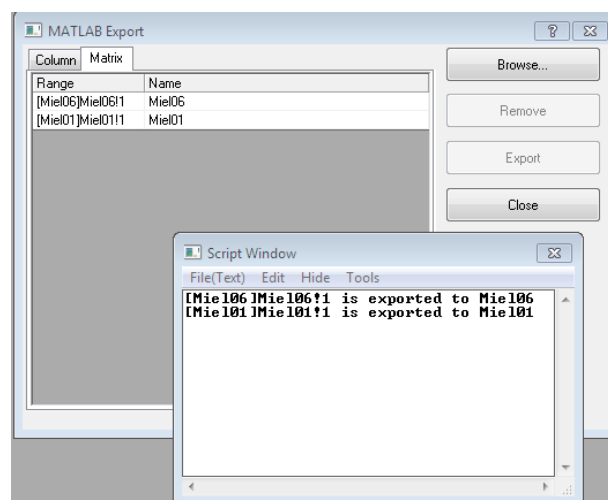 MATLAB Export
Column Matrix
Range Name
[Miel06]Miel06!1 Miel06
[Miel01]Miel01!1 Miel01
Browse...
Remove
Export
Close
Script Window
File(Text) Edit Hide Tools
[Miel06]Miel06!1 is exported to Miel06
[Miel01]Miel01!1 is exported to Miel01